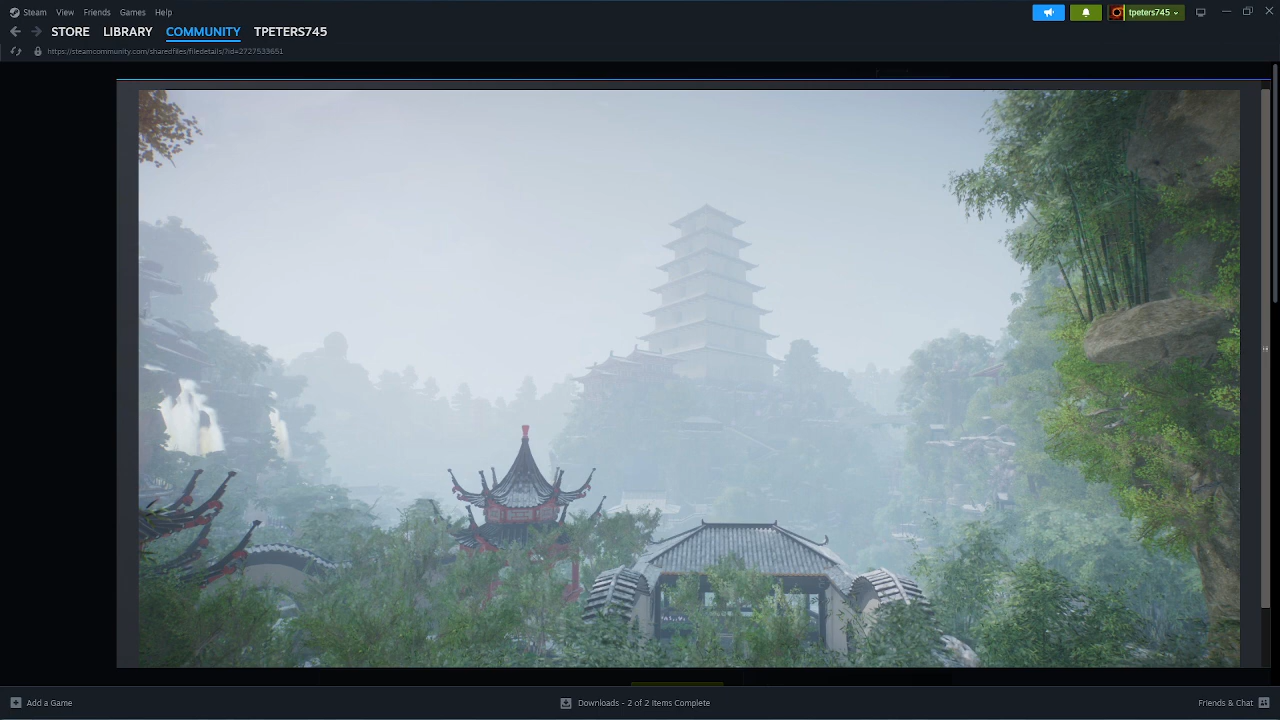 Steam View Friends Games Help
tpeters745
STORE LIBRARY COMMUNITY TPETERS745
https://steamcommunity.com/sharedfiles/filedetails/?id=2727533651
Add a Game
Downloads - 2 of 2 Items Complete
Friends & Chat